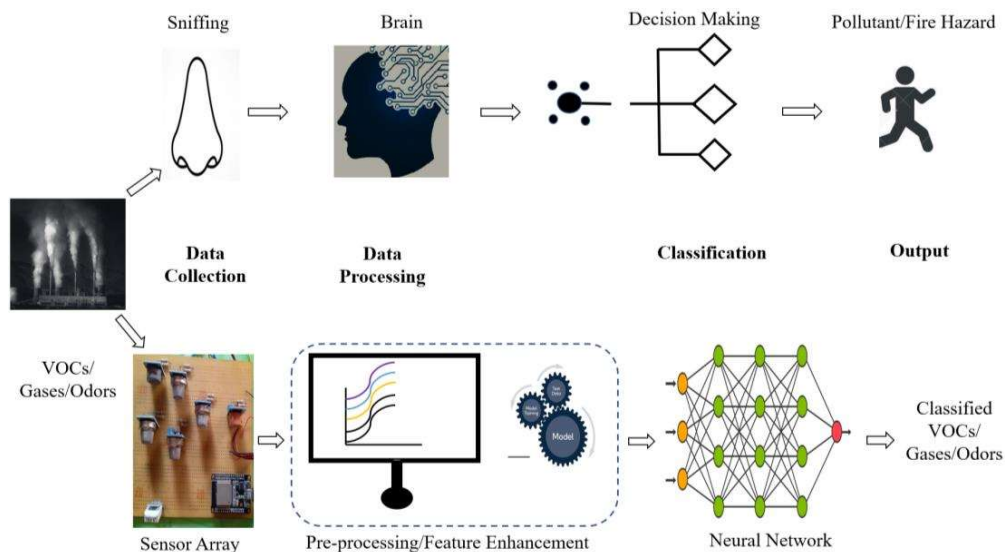 Sniffing
Brain
Decision Making
Pollutant/Fire Hazard
Data
Collection
Data
Processing
Classification
Output
VOCs/
Gases/Odors
Model
Classified
VOCs/
Gases/Odors
Sensor Array
Pre-processing/Feature Enhancement
Neural Network